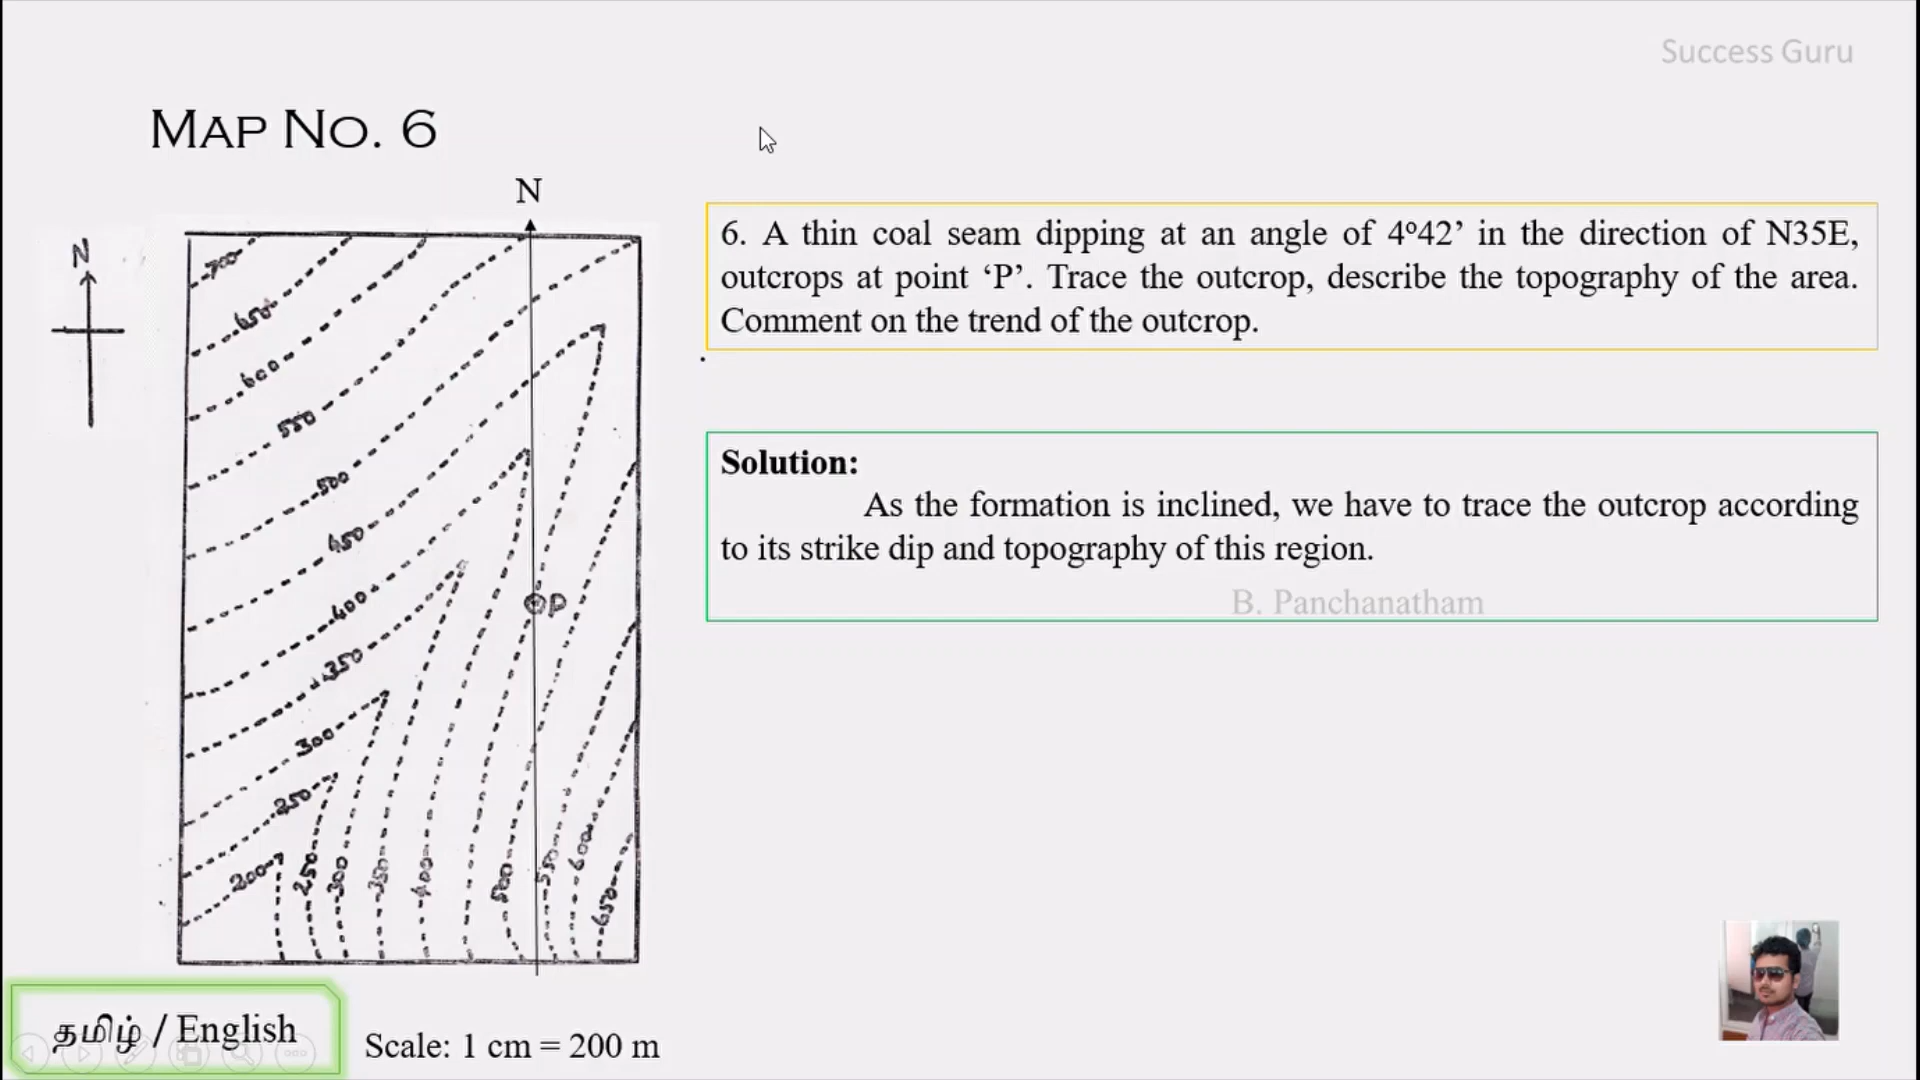 Success Guru
MAP NO. 6
N
N
6. A thin coal seam dipping at an angle of 4º42’ in the direction of N35E,
outcrops at point ‘P’. Trace the outcrop, describe the topography of the area.
Comment on the trend of the outcrop.
Solution:
As the formation is inclined, we have to trace the outcrop according
to its strike dip and topography of this region.
B. Panchanatham
700
650
600
550
500
450
400
350
300
250
200
P
250
300
350
400
500
550
600
650
தமிழ் / English
Scale: 1 cm = 200 m